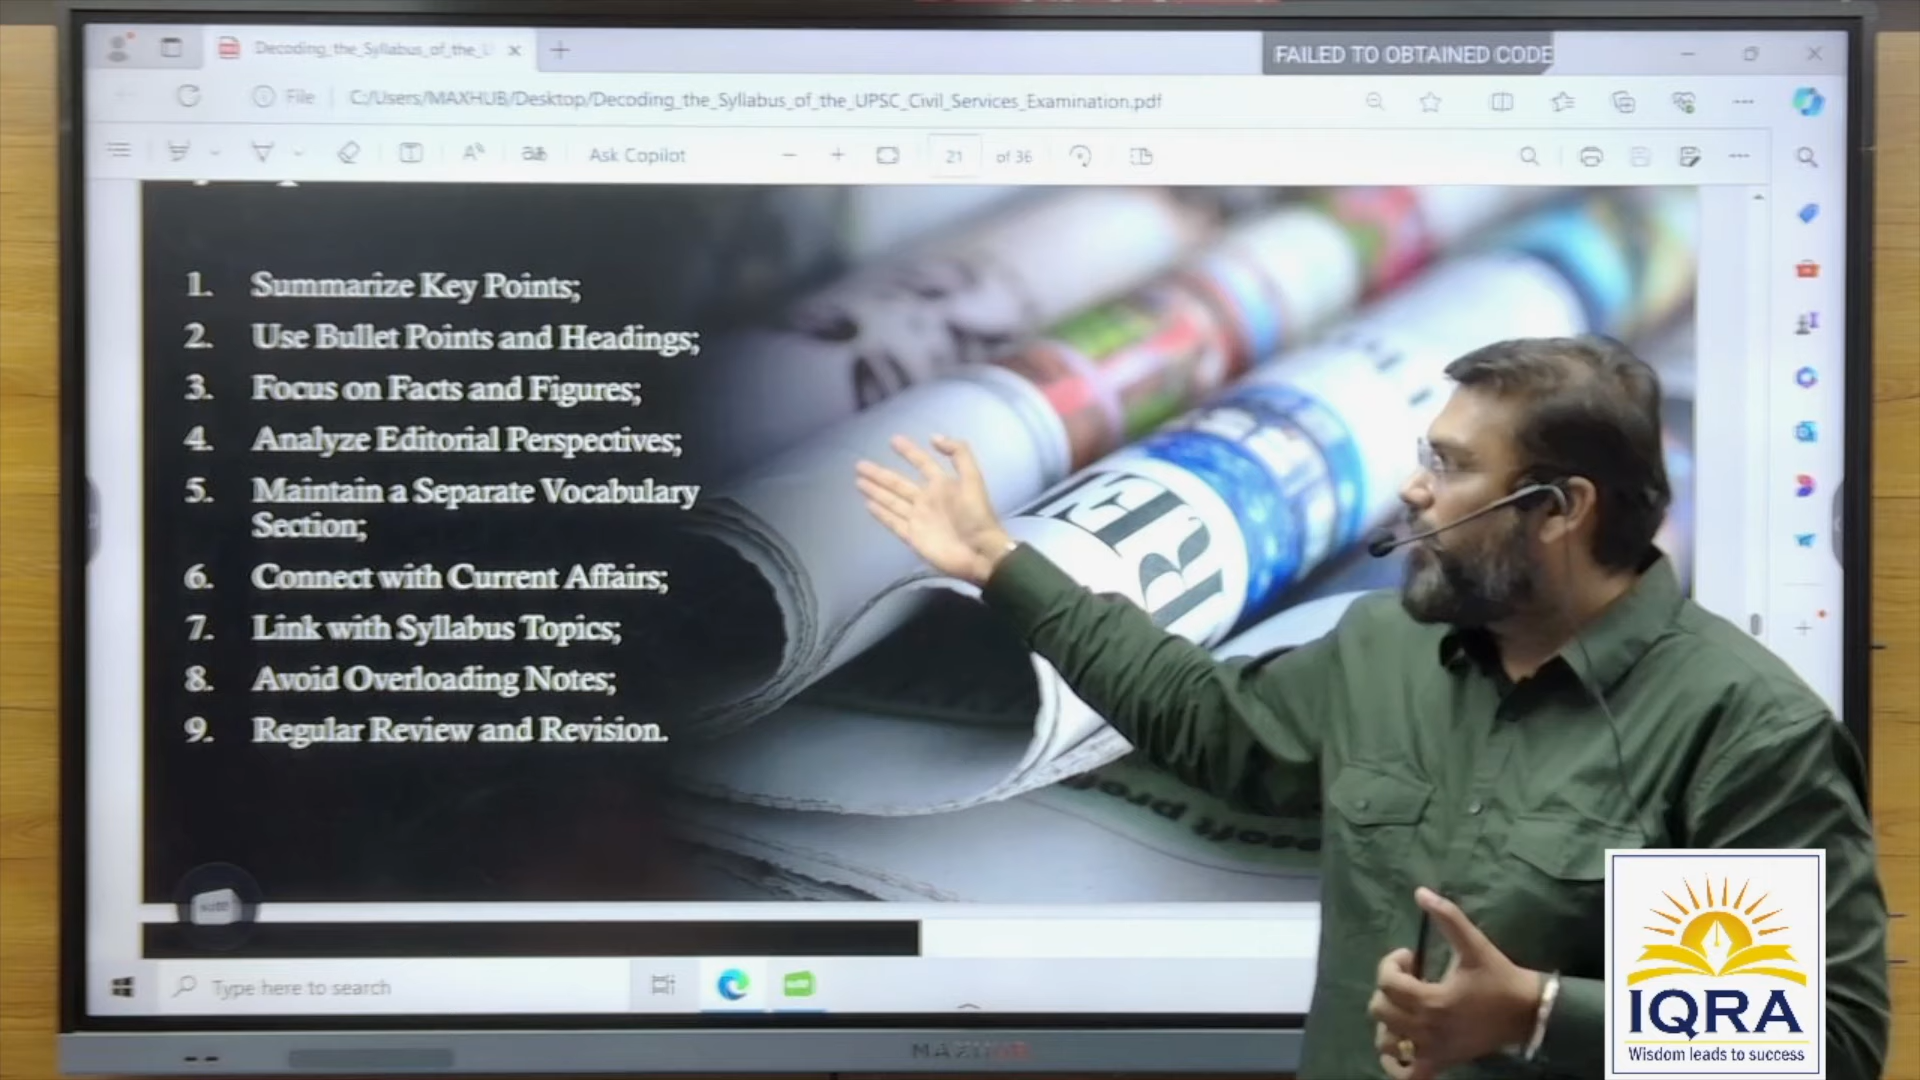 Decoding_the_Syllabus_of_the_U
FAILED TO OBTAINED CODE
File
C:/Users/MAXHUB/Desktop/Decoding_the_Syllabus_of_the_UPSC_Civil_Services_Examination.pdf
Ask Copilot
21 of 36
1. Summarize Key Points;
2. Use Bullet Points and Headings;
3. Focus on Facts and Figures;
4. Analyze Editorial Perspectives;
5. Maintain a Separate Vocabulary
Section;
6. Connect with Current Affairs;
7. Link with Syllabus Topics;
8. Avoid Overloading Notes;
9. Regular Review and Revision.
RE
Type here to search
MAXHUB
IQRA
Wisdom leads to success